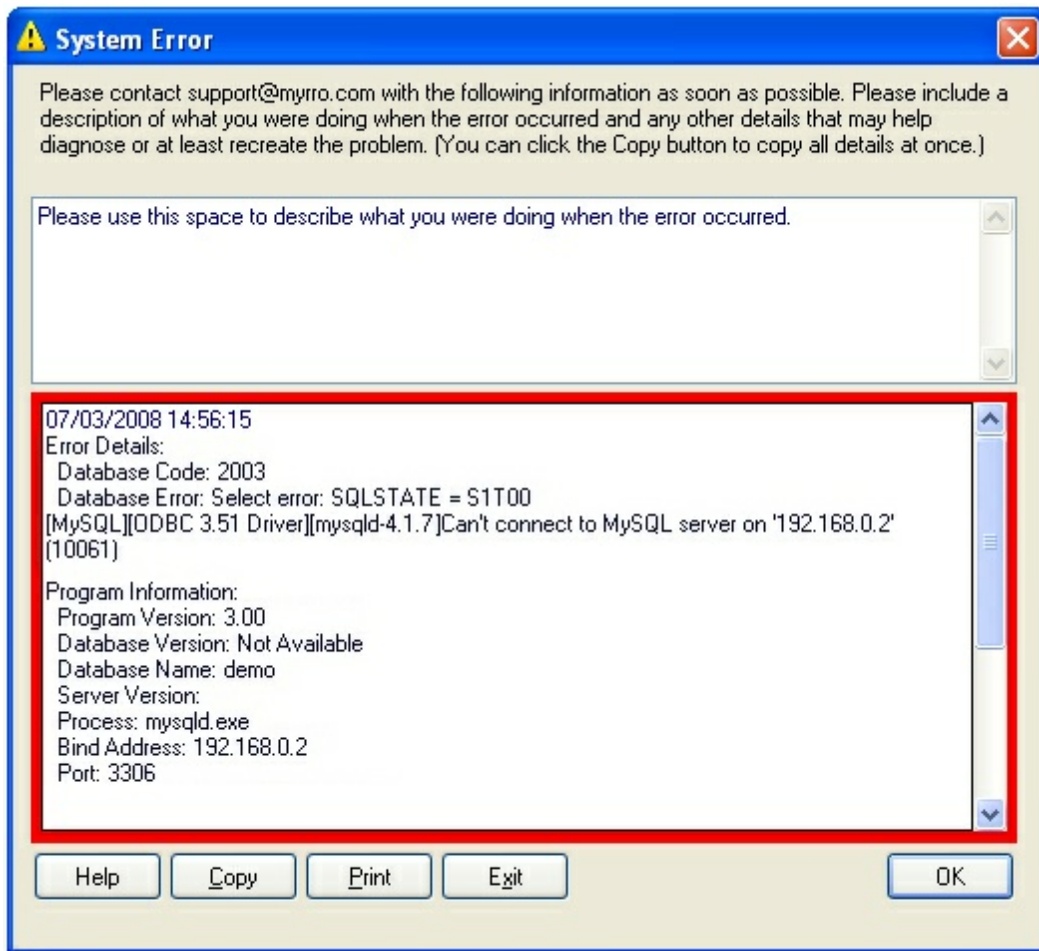 System Error
Please contact support@myrro.com with the following information as soon as possible. Please include a
description of what you were doing when the error occurred and any other details that may help
diagnose or at least recreate the problem. (You can click the Copy button to copy all details at once.)
Please use this space to describe what you were doing when the error occurred.
07/03/2008 14:56:15
Error Details:
Database Code: 2003
Database Error: Select error: SQLSTATE = S1T00
[MySQL][ODBC 3.51 Driver][mysqld-4.1.7]Can't connect to MySQL server on '192.168.0.2'
(10061)
Program Information:
Program Version: 3.00
Database Version: Not Available
Database Name: demo
Server Version:
Process: mysqld.exe
Bind Address: 192.168.0.2
Port: 3306
Help Copy Print Exit OK